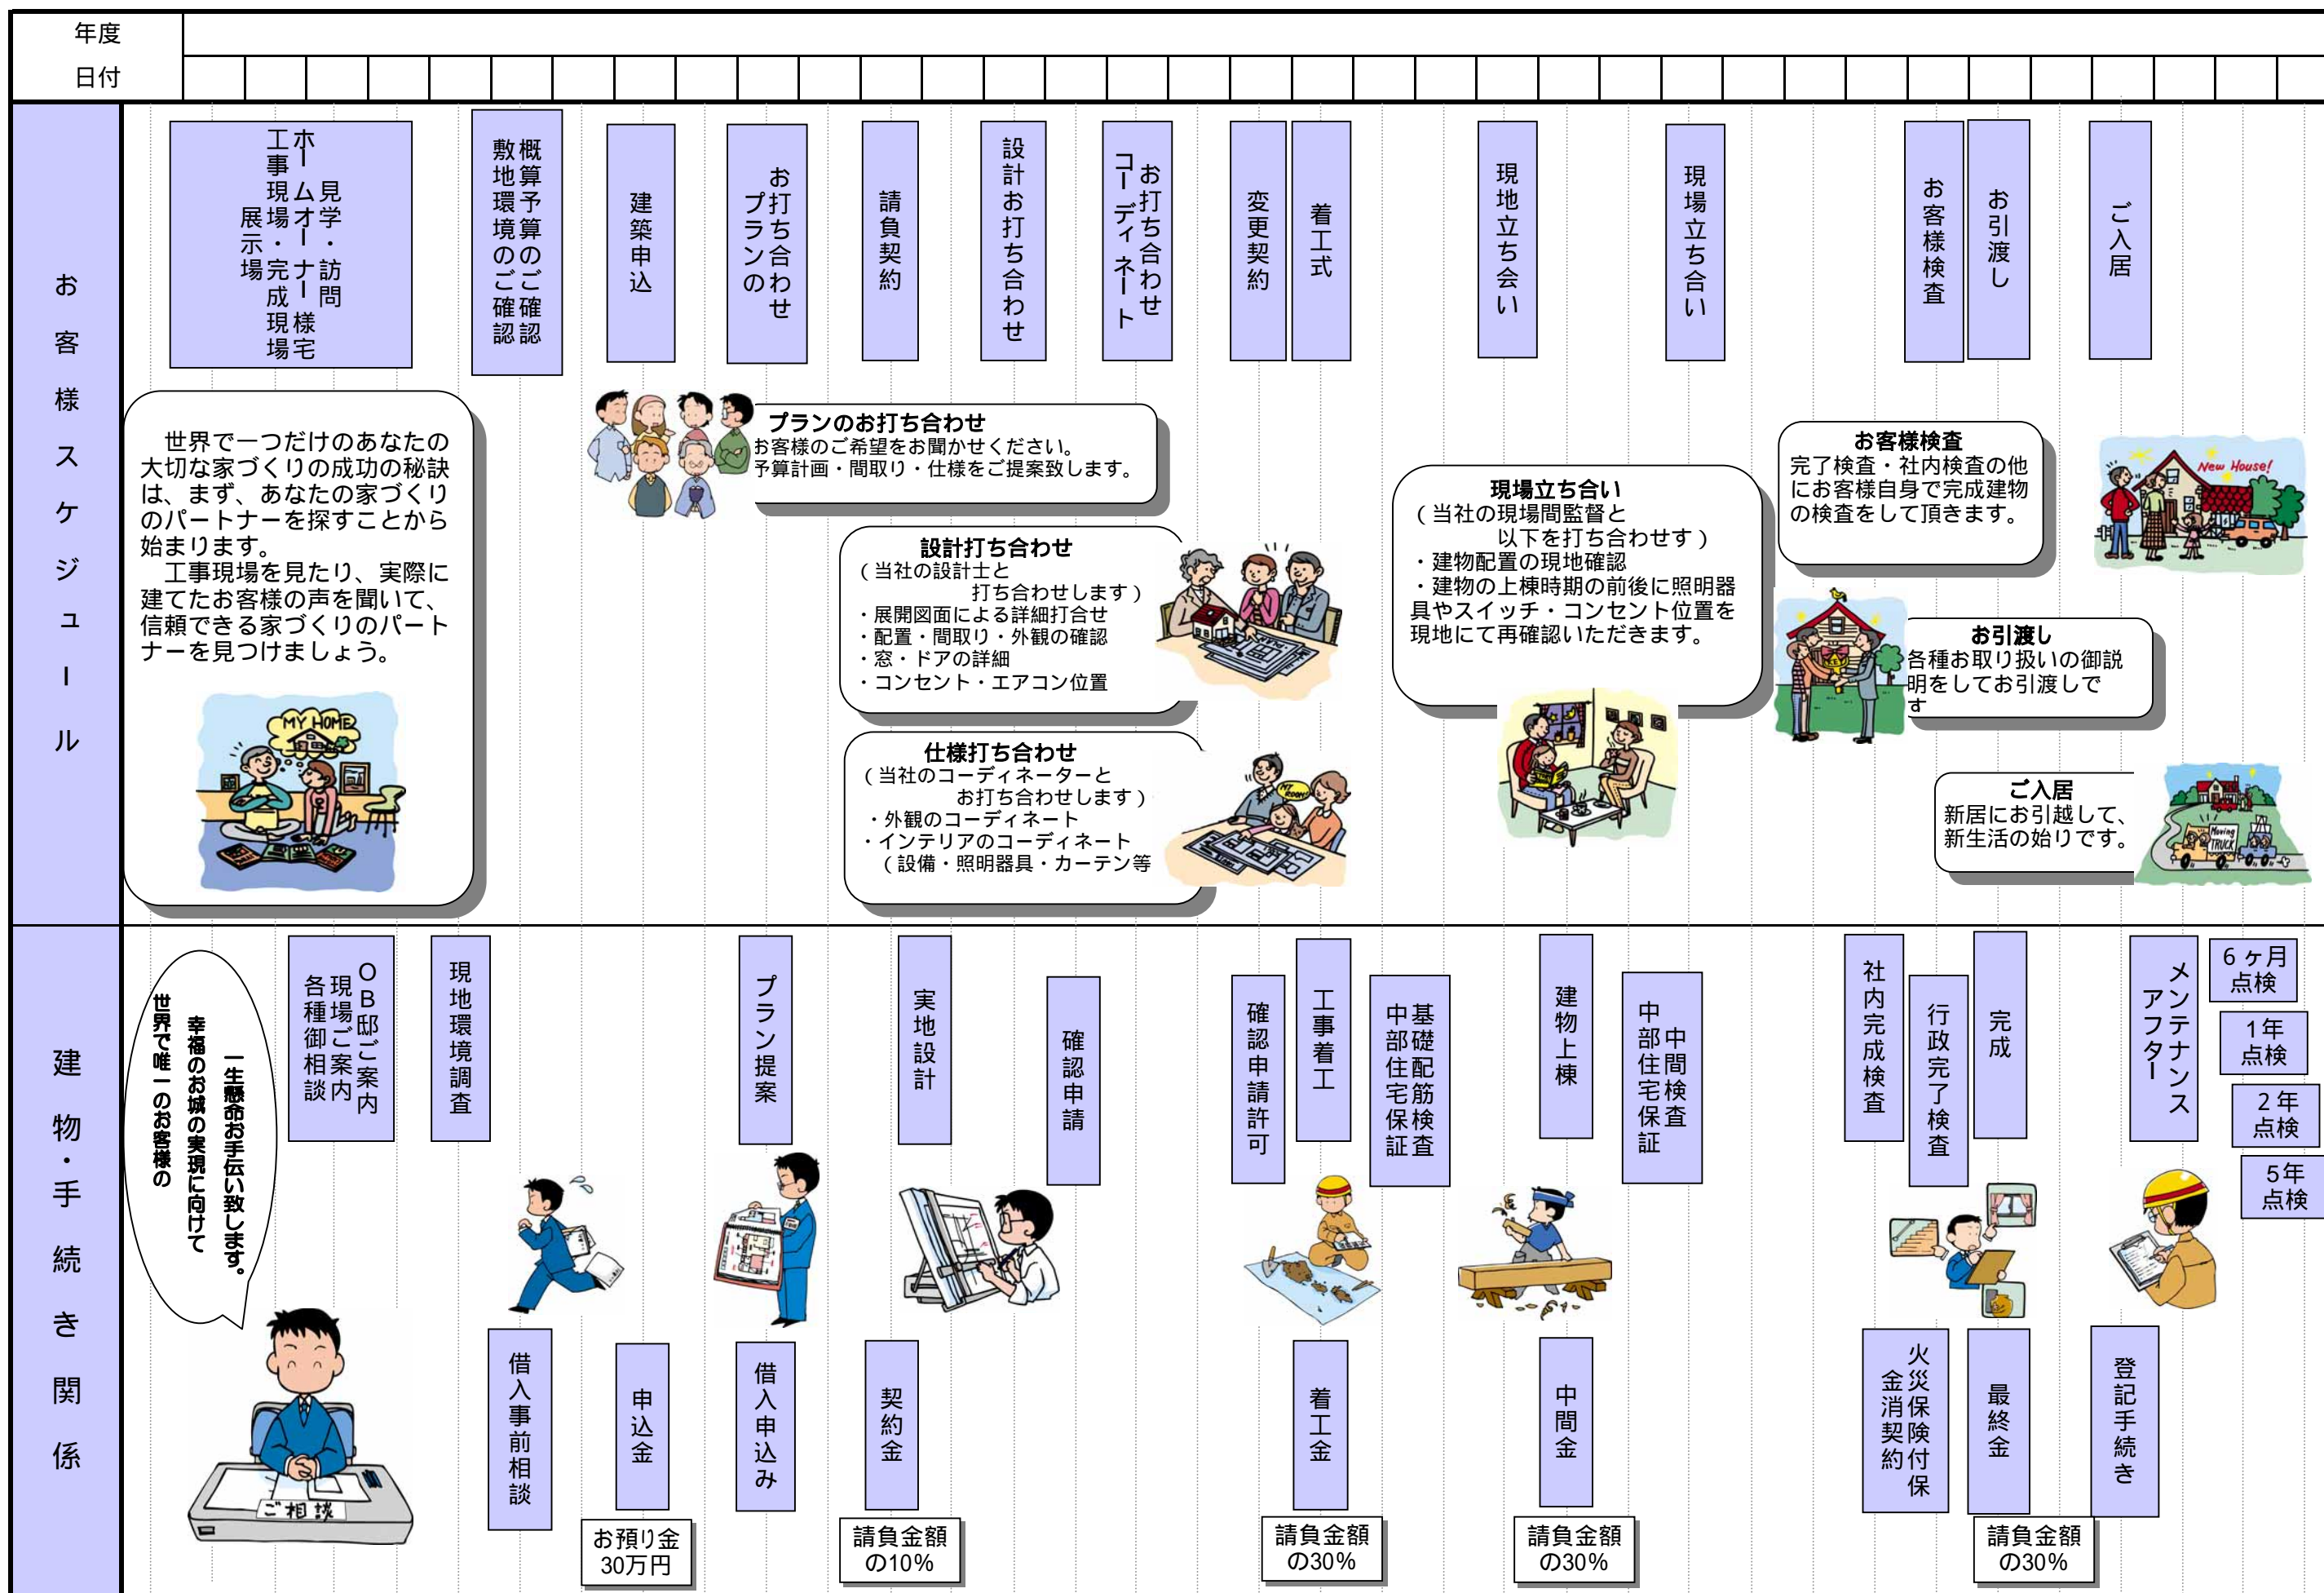 年度
日付
お客様スケジュール
見学・訪問
ホームオーナー様宅
工事現場・完成現場
展示場
概算予算のご確認
敷地環境のご確認
建築申込
お打ち合わせ
プランの
請負契約
設計お打ち合わせ
お打ち合わせ
コーディネート
変更契約
着工式
現地立ち会い
現場立ち合い
お客様検査
お引渡し
ご入居
世界で一つだけのあなたの
大切な家づくりの成功の秘訣
は、まず、あなたの家づくり
のパートナーを探すことから
始まります。
工事現場を見たり、実際に
建てたお客様の声を聞いて、
信頼できる家づくりのパート
ナーを見つけましょう。
MY HOME
プランのお打ち合わせ
お客様のご希望をお聞かせください。
予算計画・間取り・仕様をご提案致します。
設計打ち合わせ
(当社の設計士と
打ち合わせします)
・展開図面による詳細打合せ
・配置・間取り・外観の確認
・窓・ドアの詳細
・コンセント・エアコン位置
仕様打ち合わせ
(当社のコーディネーターと
お打ち合わせします)
・外観のコーディネート
・インテリアのコーディネート
(設備・照明器具・カーテン等
MY ROOM!
現場立ち合い
(当社の現場間監督と
以下を打ち合わせす)
・建物配置の現地確認
・建物の上棟時期の前後に照明器
具やスイッチ・コンセント位置を
現地にて再確認いただきます。
お客様検査
完了検査・社内検査の他
にお客様自身で完成建物
の検査をして頂きます。
New House!
お引渡し
各種お取り扱いの御説
明をしてお引渡しで
す
ご入居
新居にお引越して、
新生活の始りです。
Moving
TRUCK
建物・手続き関係
一生懸命お手伝い致します。
幸福のお城の実現に向けて
世界で唯一のお客様の
OB邸ご案内
現場ご案内
各種御相談
現地環境調査
プラン提案
実地設計
確認申請
確認申請許可
工事着工
基礎配筋検査
中部住宅保証
建物上棟
中間検査
中部住宅保証
社内完成検査
行政完了検査
完成
メンテナンス
アフター
6ヶ月
点検
1年
点検
2年
点検
5年
点検
ご相談
借入事前相談
申込金
お預り金
30万円
借入申込み
契約金
請負金額
の10%
着工金
請負金額
の30%
中間金
請負金額
の30%
火災保険付保
金消契約
最終金
請負金額
の30%
登記手続き